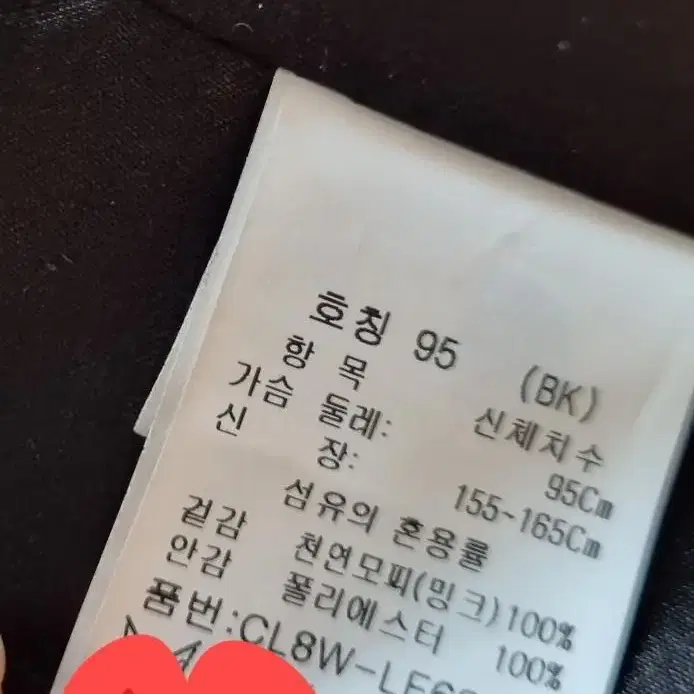 호칭 95 (BK)
항 목 신체치수
가슴 둘레: 95Cm
신 장: 155~165Cm
섬유의 혼용률
겉감 천연모피(밍크)100%
안감 폴리에스터 100%
품번:CL8W-LF